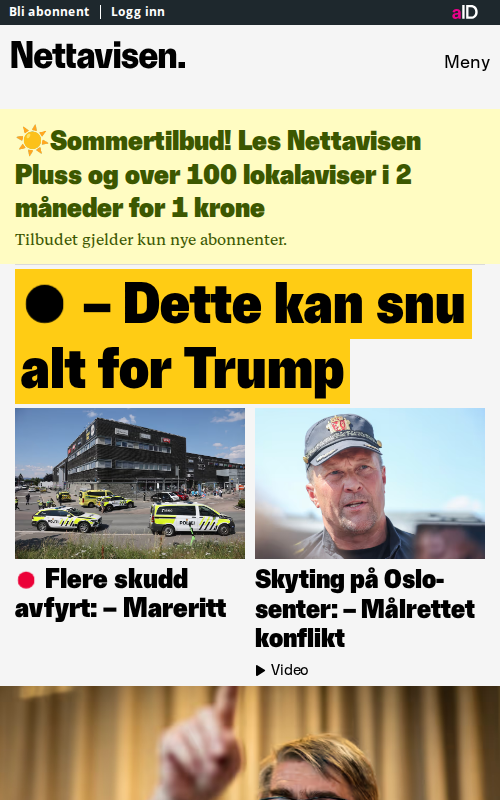 Bli abonnent
Logg inn
aID
Nettavisen.
Meny
☀️Sommertilbud! Les Nettavisen
Pluss og over 100 lokalaviser i 2
måneder for 1 krone
Tilbudet gjelder kun nye abonnenter.
– Dette kan snu
alt for Trump
POLITI
POLITI
Flere skudd
avfyrt: – Mareritt
Skyting på Oslo-
senter: – Målrettet
konflikt
Video